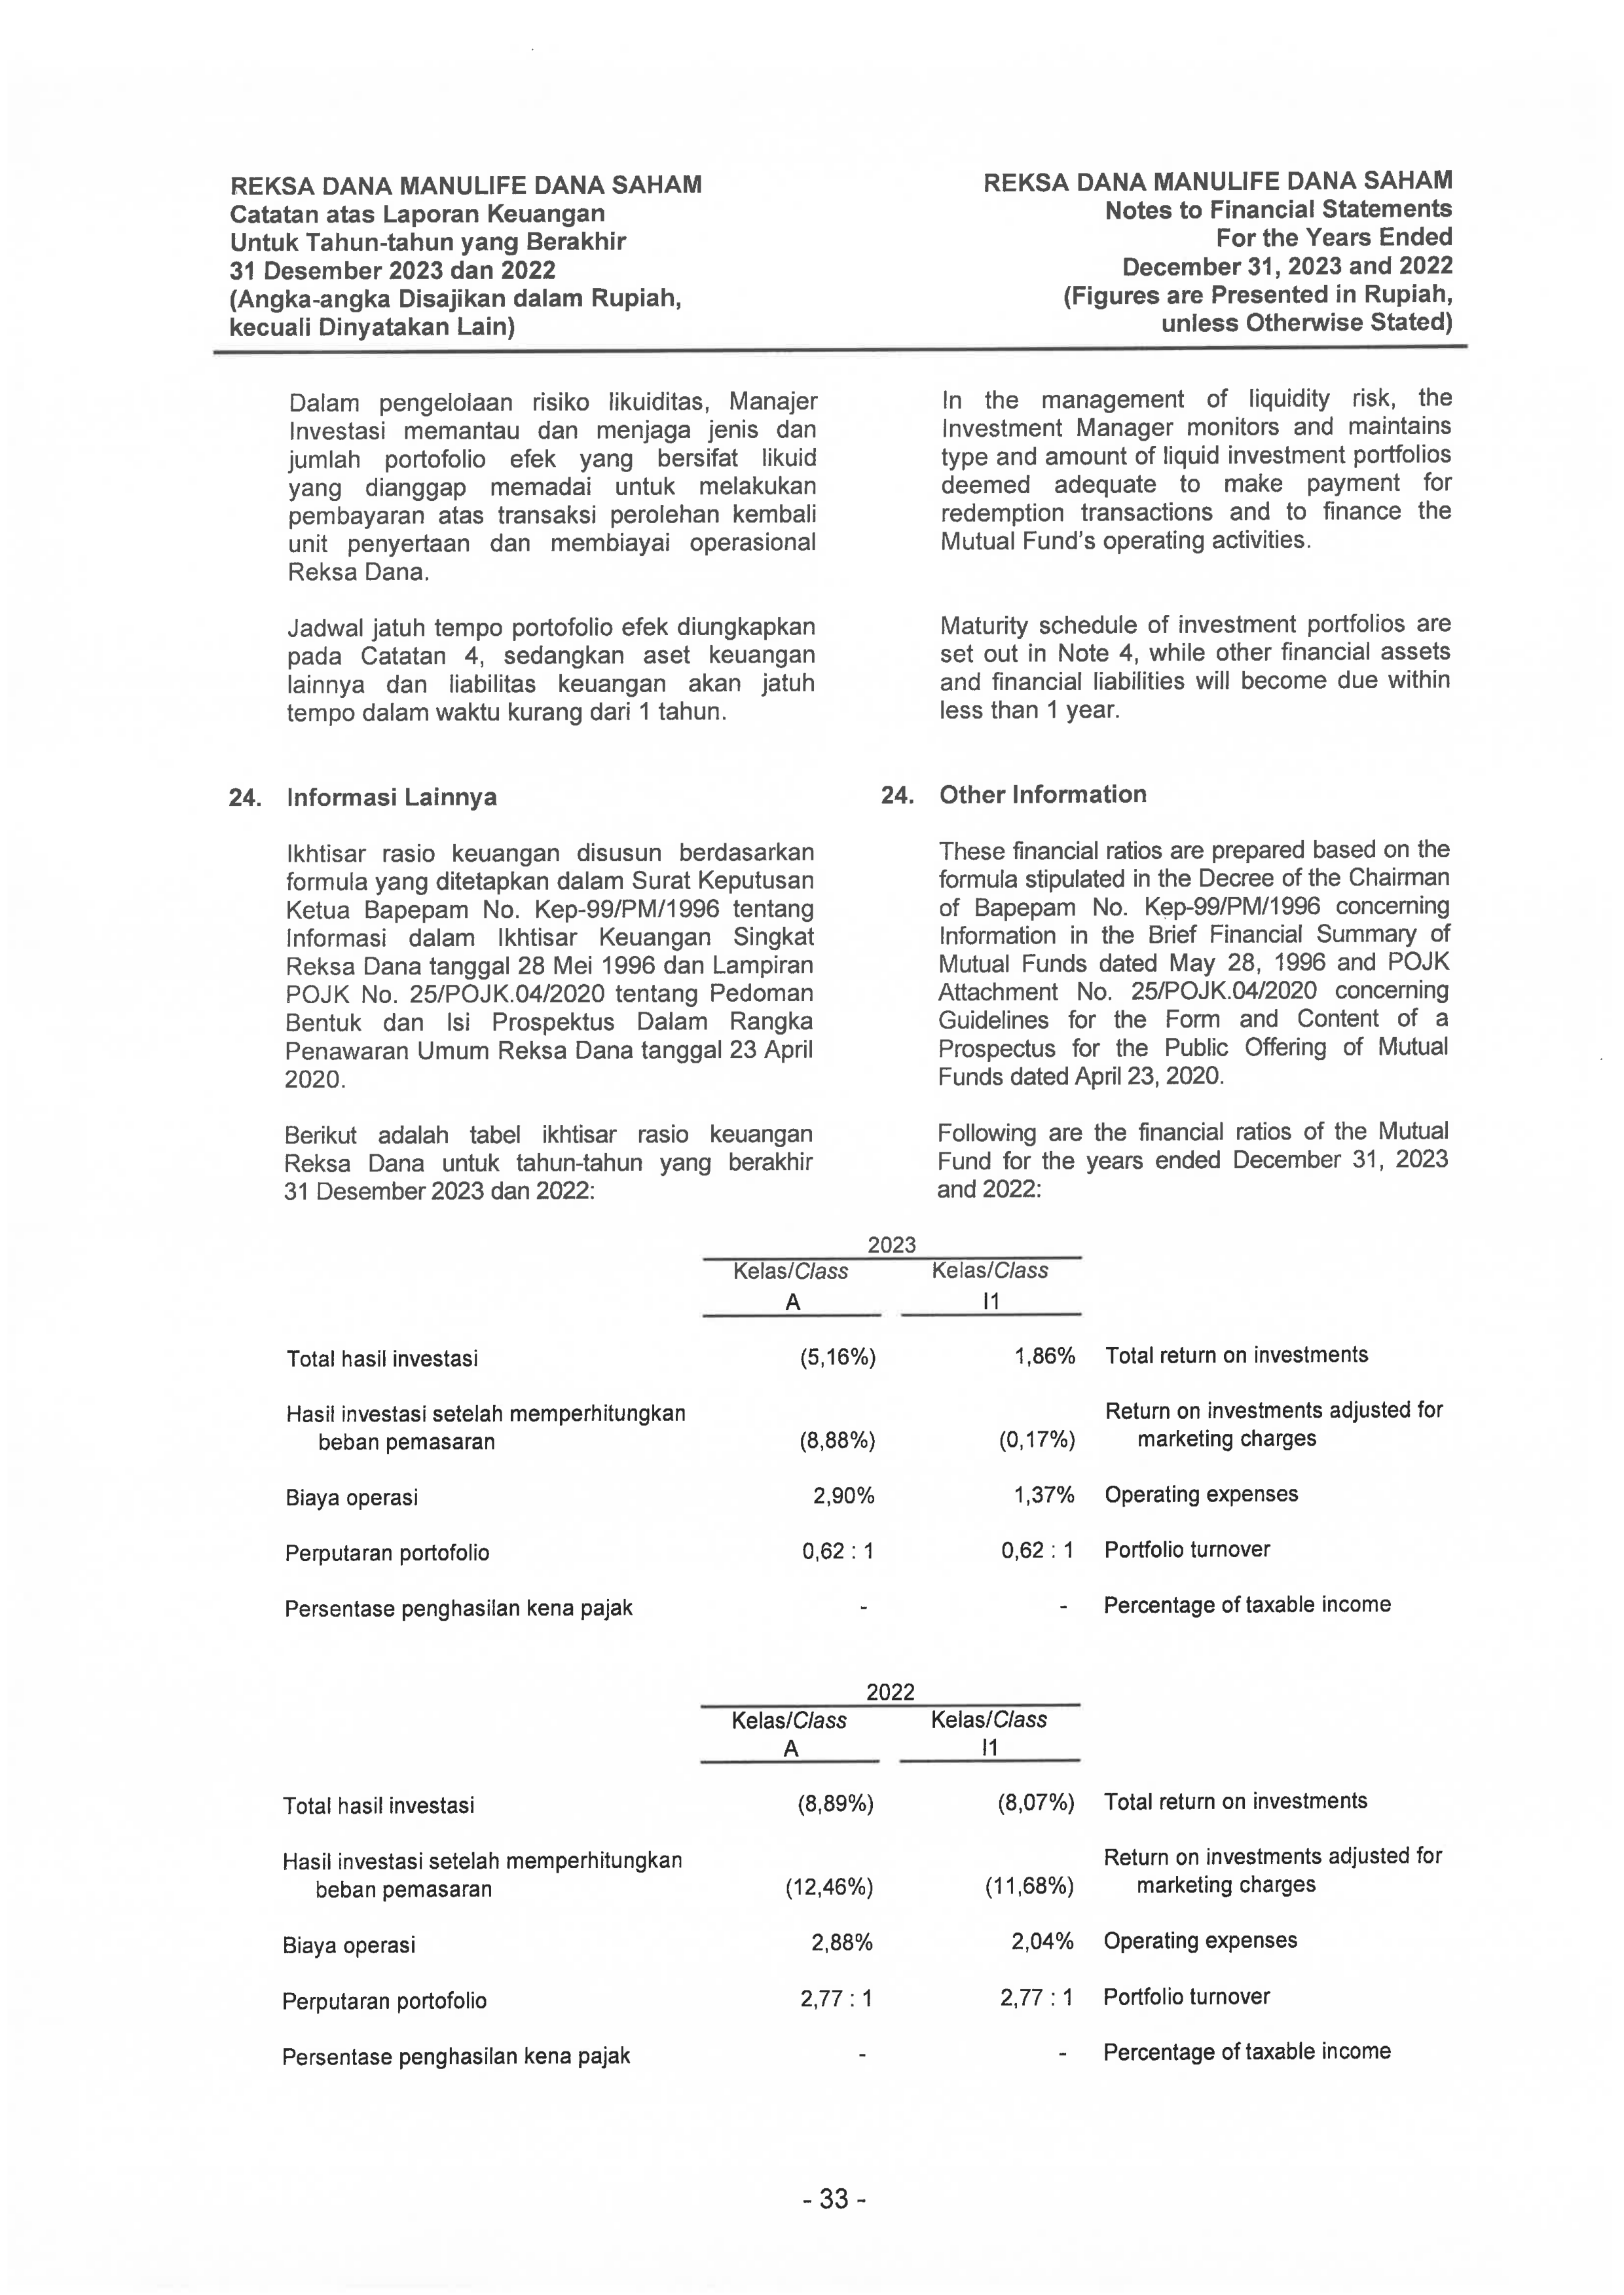 REKSA DANA MANULIFE DANA SAHAM
Catatan atas Laporan Keuangan
Untuk Tahun-tahun yang Berakhir
31 Desember 2023 dan 2022
(Angka-angka Disajikan dalam Rupiah,
kecuali Dinyatakan Lain)
REKSA DANA MANULIFE DANA SAHAM
Notes to Financial Statements
For the Years Ended
December 31, 2023 and 2022
(Figures are Presented in Rupiah,
unless Otherwise Stated)
Dalam pengelolaan risiko likuiditas, Manajer
Investasi memantau dan menjaga jenis dan
jumlah portofolio efek yang bersifat likuid
yang dianggap memadai untuk melakukan
pembayaran atas transaksi perolehan kembali
unit penyertaan dan membiayai operasional
Reksa Dana.
In the management of liquidity risk, the
Investment Manager monitors and maintains
type and amount of liquid investment portfolios
deemed adequate to make payment for
redemption transactions and to finance the
Mutual Fund's operating activities.
Jadwal jatuh tempo portofolio efek diungkapkan
pada Catatan 4, sedangkan aset keuangan
lainnya dan liabilitas keuangan akan jatuh
tempo dalam waktu kurang dari 1 tahun.
Maturity schedule of investment portfolios are
set out in Note 4, while other financial assets
and financial liabilities will become due within
less than 1 year.
24. Informasi Lainnya
24. Other Information
Ikhtisar rasio keuangan disusun berdasarkan
formula yang ditetapkan dalam Surat Keputusan
Ketua Bapepam No. Kep-99/PM/1996 tentang
Informasi dalam Ikhtisar Keuangan Singkat
Reksa Dana tanggal 28 Mei 1996 dan Lampiran
POJK No. 25/POJK.04/2020 tentang Pedoman
Bentuk dan Isi Prospektus Dalam Rangka
Penawaran Umum Reksa Dana tanggal 23 April
2020.
These financial ratios are prepared based on the
formula stipulated in the Decree of the Chairman
of Bapepam No. Kep-99/PM/1996 concerning
Information in the Brief Financial Summary of
Mutual Funds dated May 28, 1996 and POJK
Attachment No. 25/POJK.04/2020 concerning
Guidelines for the Form and Content of a
Prospectus for the Public Offering of Mutual
Funds dated April 23, 2020.
Berikut adalah tabel ikhtisar rasio keuangan
Reksa Dana untuk tahun-tahun yang berakhir
31 Desember 2023 dan 2022:
Following are the financial ratios of the Mutual
Fund for the years ended December 31, 2023
and 2022:
2023
Kelas/Class Kelas/Class
A I1
Total hasil investasi (5,16%) 1,86% Total return on investments
Hasil investasi setelah memperhitungkan Return on investments adjusted for
beban pemasaran (8,88%) (0,17%) marketing charges
Biaya operasi 2,90% 1,37% Operating expenses
Perputaran portofolio 0,62 : 1 0,62 : 1 Portfolio turnover
Persentase penghasilan kena pajak - - Percentage of taxable income
2022
Kelas/Class Kelas/Class
A I1
Total hasil investasi (8,89%) (8,07%) Total return on investments
Hasil investasi setelah memperhitungkan Return on investments adjusted for
beban pemasaran (12,46%) (11,68%) marketing charges
Biaya operasi 2,88% 2,04% Operating expenses
Perputaran portofolio 2,77 : 1 2,77 : 1 Portfolio turnover
Persentase penghasilan kena pajak - - Percentage of taxable income
- 33 -